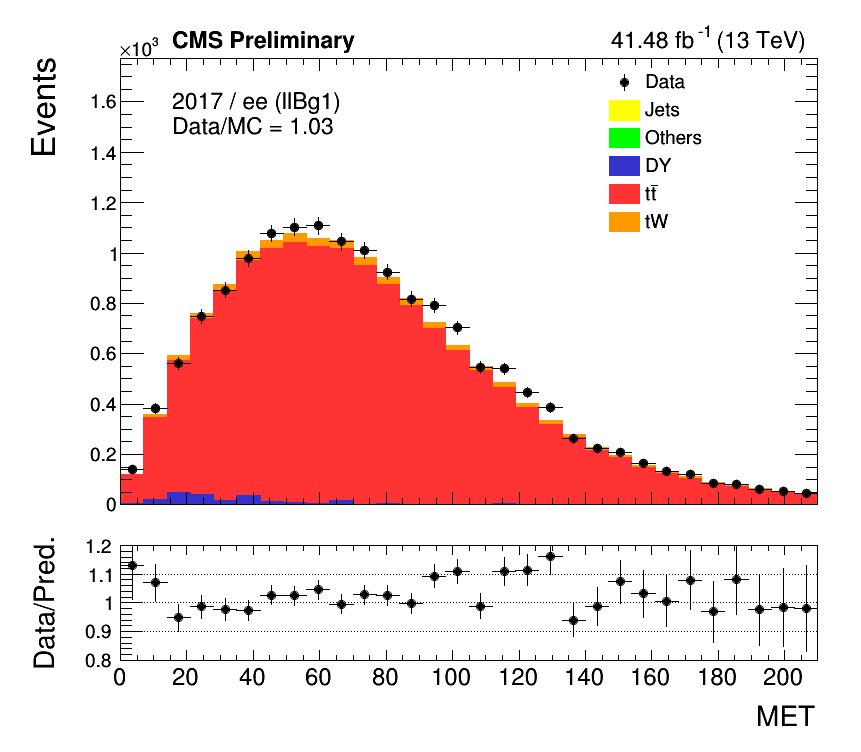 ×10³ CMS Preliminary 41.48 fb⁻¹ (13 TeV)
Events
2017 / ee (llBg1)
Data/MC = 1.03
Data
Jets
Others
DY
tt̄
tW
1.6
1.4
1.2
1
0.8
0.6
0.4
0.2
0
Data/Pred.
1.2
1.1
1
0.9
0.8
0 20 40 60 80 100 120 140 160 180 200
MET